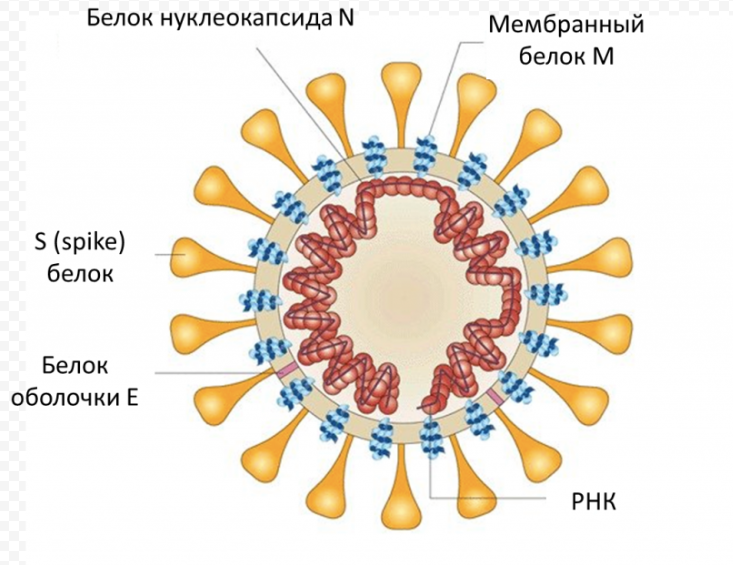 Белок нуклеокапсида N
Мембранный
белок M
S (spike)
белок
Белок
оболочки E
РНК